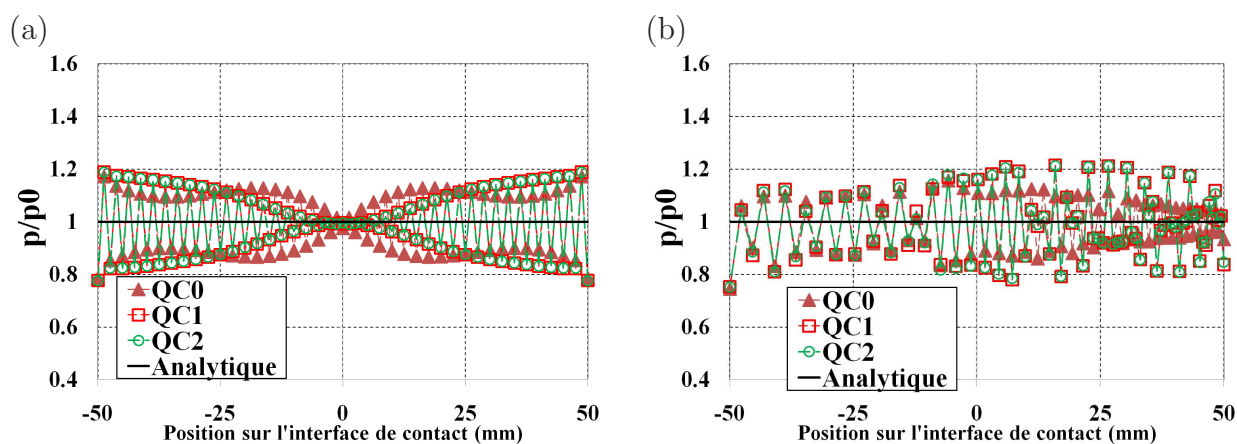 (a)
p/p0
1.6
1.4
1.2
1
0.8
0.6
0.4
QC0
QC1
QC2
Analytique
-50
-25
0
25
50
Position sur l'interface de contact (mm)
(b)
p/p0
1.6
1.4
1.2
1
0.8
0.6
0.4
QC0
QC1
QC2
Analytique
-50
-25
0
25
50
Position sur l'interface de contact (mm)